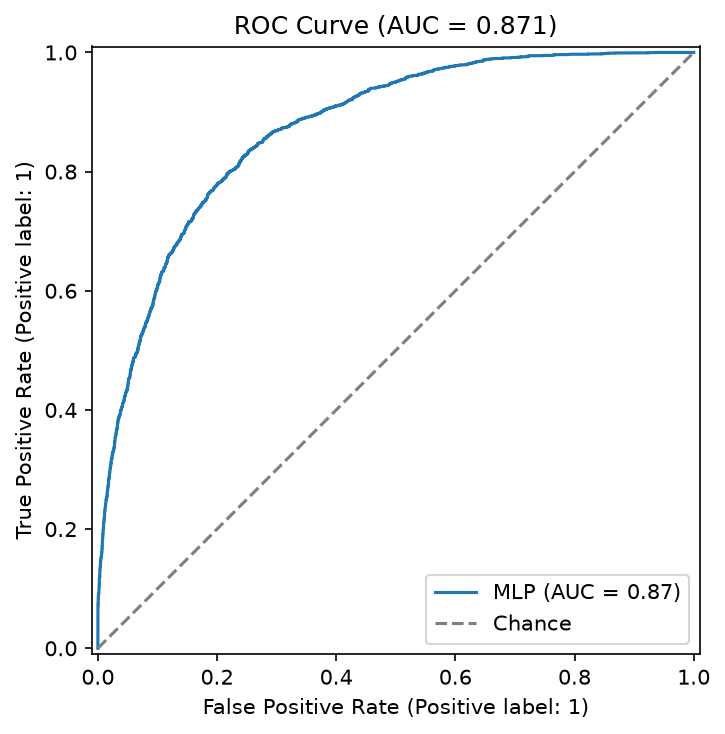 ROC Curve (AUC = 0.871)
True Positive Rate (Positive label: 1)
1.0
0.8
0.6
0.4
0.2
0.0
MLP (AUC = 0.87)
Chance
0.0 0.2 0.4 0.6 0.8 1.0
False Positive Rate (Positive label: 1)